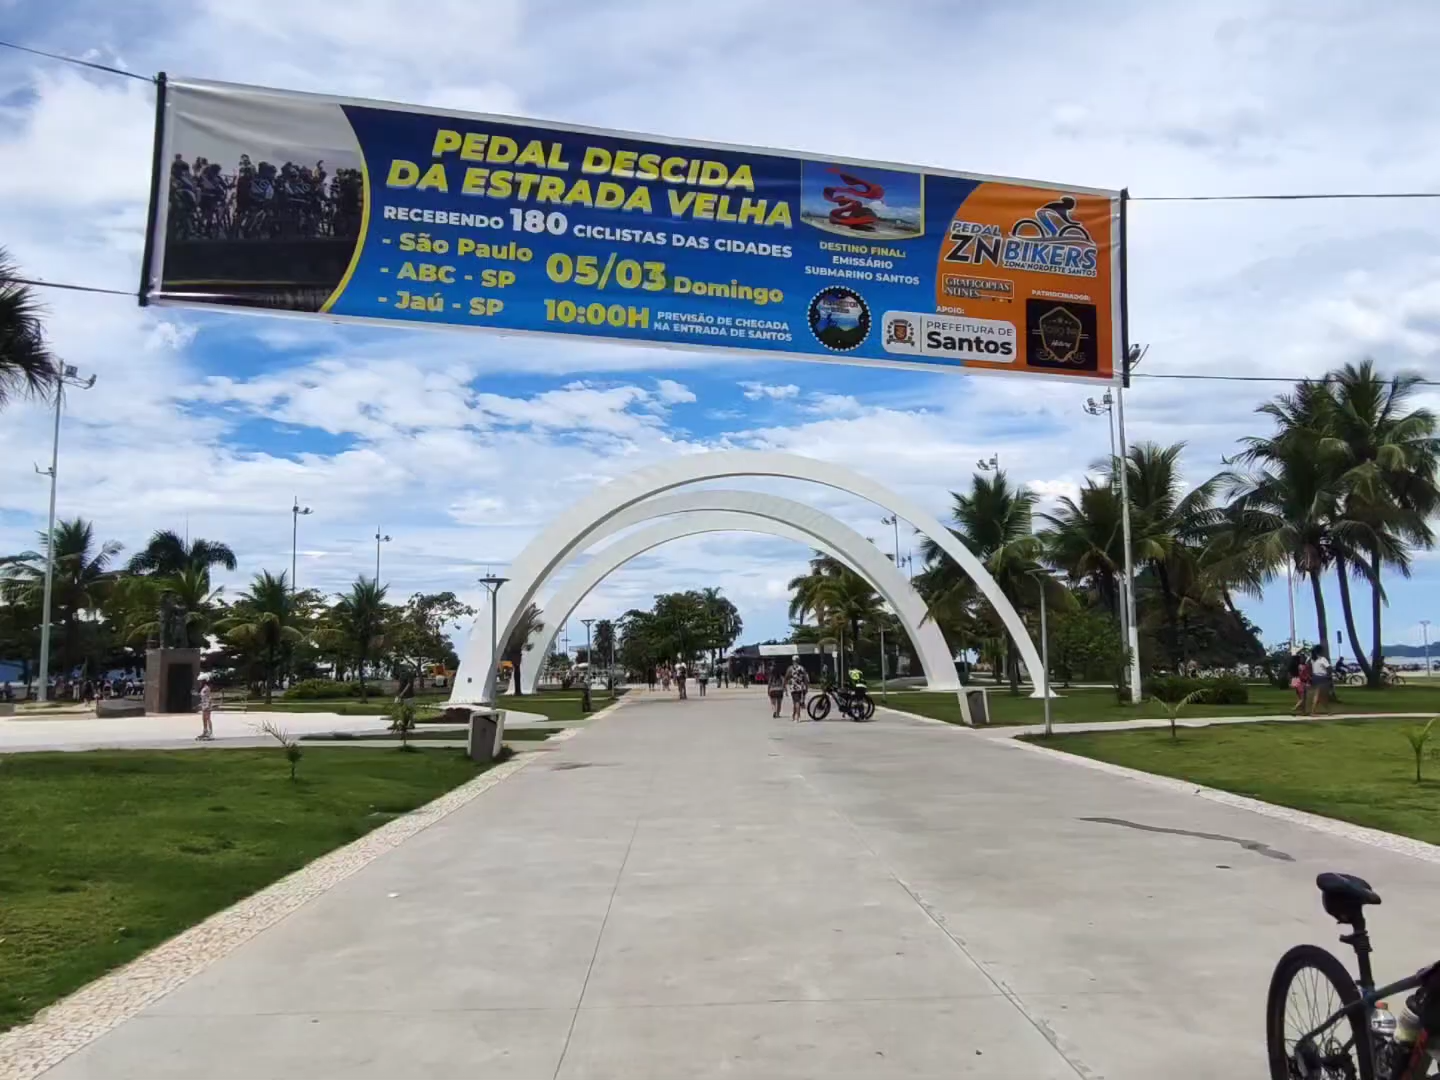 PEDAL DESCIDA
DA ESTRADA VELHA
RECEBENDO 180 CICLISTAS DAS CIDADES
- São Paulo
- ABC - SP
- Jaú - SP
05/03 Domingo
10:00H PREVISÃO DE CHEGADA
NA ENTRADA DE SANTOS
DESTINO FINAL:
EMISSÁRIO
SUBMARINO SANTOS
PEDAL
ZN BIKERS
ZONA NOROESTE SANTOS
GRAFICOPIAS
NUNES
APOIO:
PREFEITURA DE
Santos
PATROCINADOR: